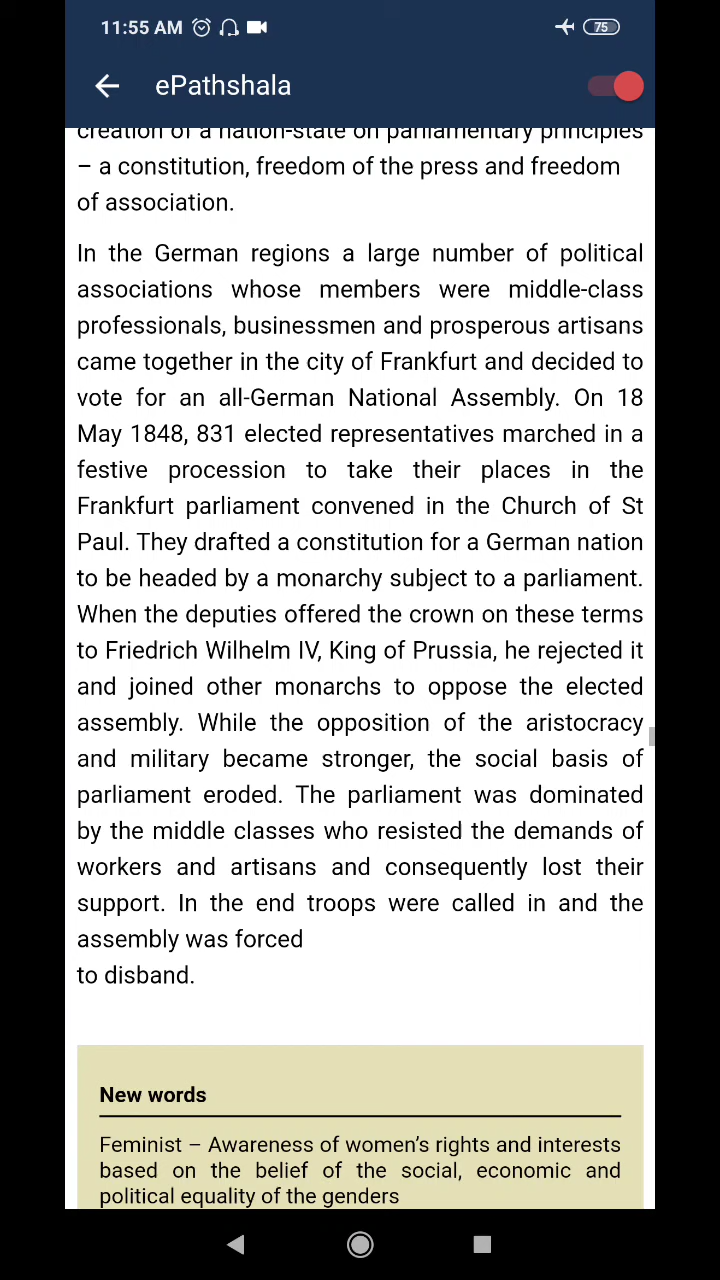 11:55 AM
75
ePathshala
creation of a nation-state on parliamentary principles
– a constitution, freedom of the press and freedom
of association.
In the German regions a large number of political
associations whose members were middle-class
professionals, businessmen and prosperous artisans
came together in the city of Frankfurt and decided to
vote for an all-German National Assembly. On 18
May 1848, 831 elected representatives marched in a
festive procession to take their places in the
Frankfurt parliament convened in the Church of St
Paul. They drafted a constitution for a German nation
to be headed by a monarchy subject to a parliament.
When the deputies offered the crown on these terms
to Friedrich Wilhelm IV, King of Prussia, he rejected it
and joined other monarchs to oppose the elected
assembly. While the opposition of the aristocracy
and military became stronger, the social basis of
parliament eroded. The parliament was dominated
by the middle classes who resisted the demands of
workers and artisans and consequently lost their
support. In the end troops were called in and the
assembly was forced
to disband.
New words
Feminist – Awareness of women's rights and interests
based on the belief of the social, economic and
political equality of the genders